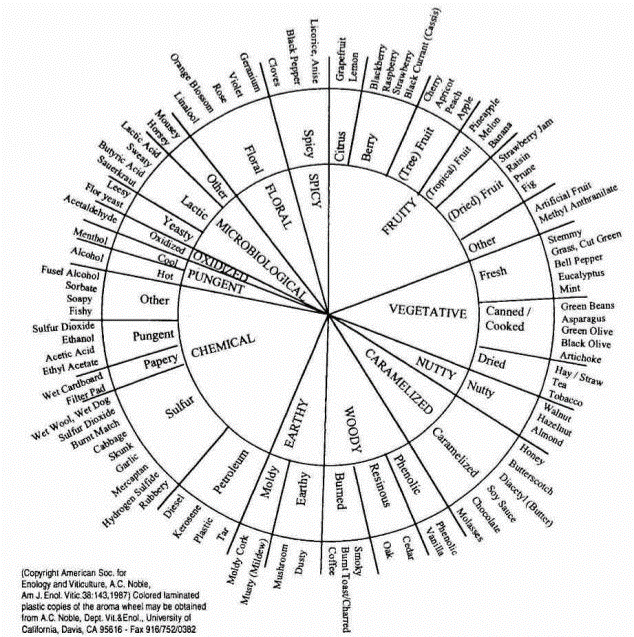 SPICY
FRUITY
VEGETATIVE
NUTTY
CARAMELIZED
WOODY
EARTHY
CHEMICAL
PUNGENT
OXIDIZED
MICROBIOLOGICAL
FLORAL
Spicy
Citrus
Berry
(Tree) Fruit
(Tropical) Fruit
(Dried) Fruit
Other
Fresh
Canned /
Cooked
Dried
Nutty
Caramelized
Phenolic
Resinous
Burned
Earthy
Moldy
Petroleum
Sulfur
Papery
Pungent
Other
Hot
Cool
Oxidized
Yeasty
Lactic
Other
Floral
Licorice, Anise
Black Pepper
Cloves
Grapefruit
Lemon
Blackberry
Raspberry
Strawberry
Black Currant (Cassis)
Cherry
Apricot
Peach
Apple
Pineapple
Melon
Banana
Strawberry Jam
Raisin
Prune
Fig
Artificial Fruit
Methyl Anthranilate
Stemmy
Grass, Cut Green
Bell Pepper
Eucalyptus
Mint
Green Beans
Asparagus
Green Olive
Black Olive
Artichoke
Hay / Straw
Tea
Tobacco
Walnut
Hazelnut
Almond
Honey
Butterscotch
Diacetyl (Butter)
Soy Sauce
Chocolate
Molasses
Phenolic
Vanilla
Cedar
Oak
Smoky
Burnt Toast/Charred
Coffee
Dusty
Mushroom
Musty (Mildew)
Moldy Cork
Tar
Plastic
Kerosene
Diesel
Rubbery
Hydrogen Sulfide
Mercaptan
Garlic
Skunk
Cabbage
Burnt Match
Sulfur Dioxide
Wet Wool, Wet Dog
Filter Pad
Wet Cardboard
Ethyl Acetate
Acetic Acid
Ethanol
Sulfur Dioxide
Fishy
Soapy
Sorbate
Fusel Alcohol
Alcohol
Menthol
Acetaldehyde
Flor yeast
Leesy
Sauerkraut
Butyric Acid
Sweaty
Lactic Acid
Horsey
Mousey
Linalool
Orange Blossom
Rose
Violet
Geranium
(Copyright American Soc. for
Enology and Viticulture, A.C. Noble,
Am J. Enol. Vitic.38:143,1987) Colored laminated
plastic copies of the aroma wheel may be obtained
from A.C. Noble, Dept. Vit.&Enol., University of
California, Davis, CA 95616 - Fax 916/752/0382